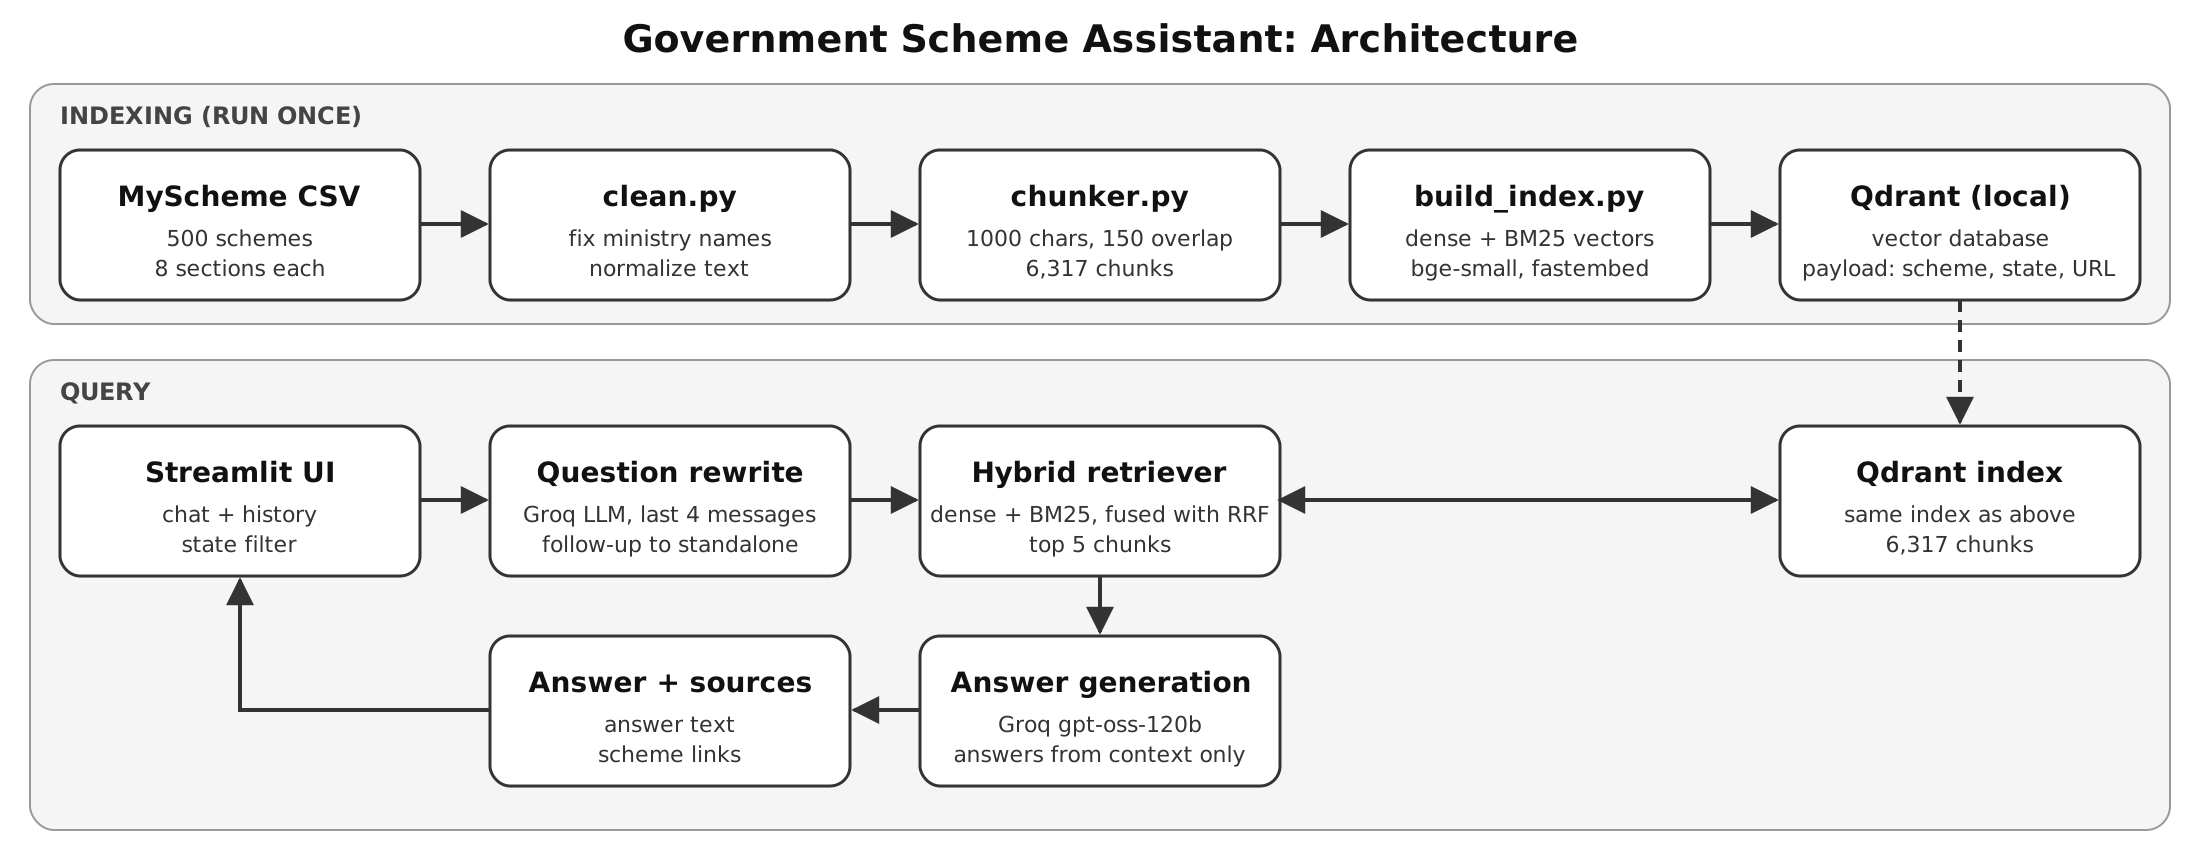 Government Scheme Assistant: Architecture
INDEXING (RUN ONCE)
MyScheme CSV
500 schemes
8 sections each
clean.py
fix ministry names
normalize text
chunker.py
1000 chars, 150 overlap
6,317 chunks
build_index.py
dense + BM25 vectors
bge-small, fastembed
Qdrant (local)
vector database
payload: scheme, state, URL
QUERY
Streamlit UI
chat + history
state filter
Question rewrite
Groq LLM, last 4 messages
follow-up to standalone
Hybrid retriever
dense + BM25, fused with RRF
top 5 chunks
Qdrant index
same index as above
6,317 chunks
Answer + sources
answer text
scheme links
Answer generation
Groq gpt-oss-120b
answers from context only